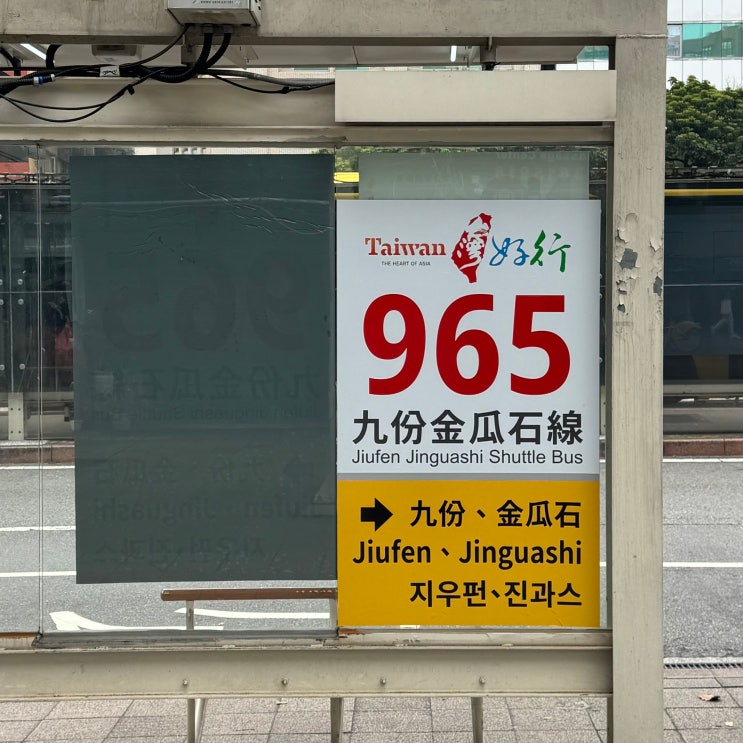 Taiwan 好行
THE HEART OF ASIA
965
九份金瓜石線
Jiufen Jinguashi Shuttle Bus
➡ 九份、金瓜石
Jiufen、Jinguashi
지우펀、진과스